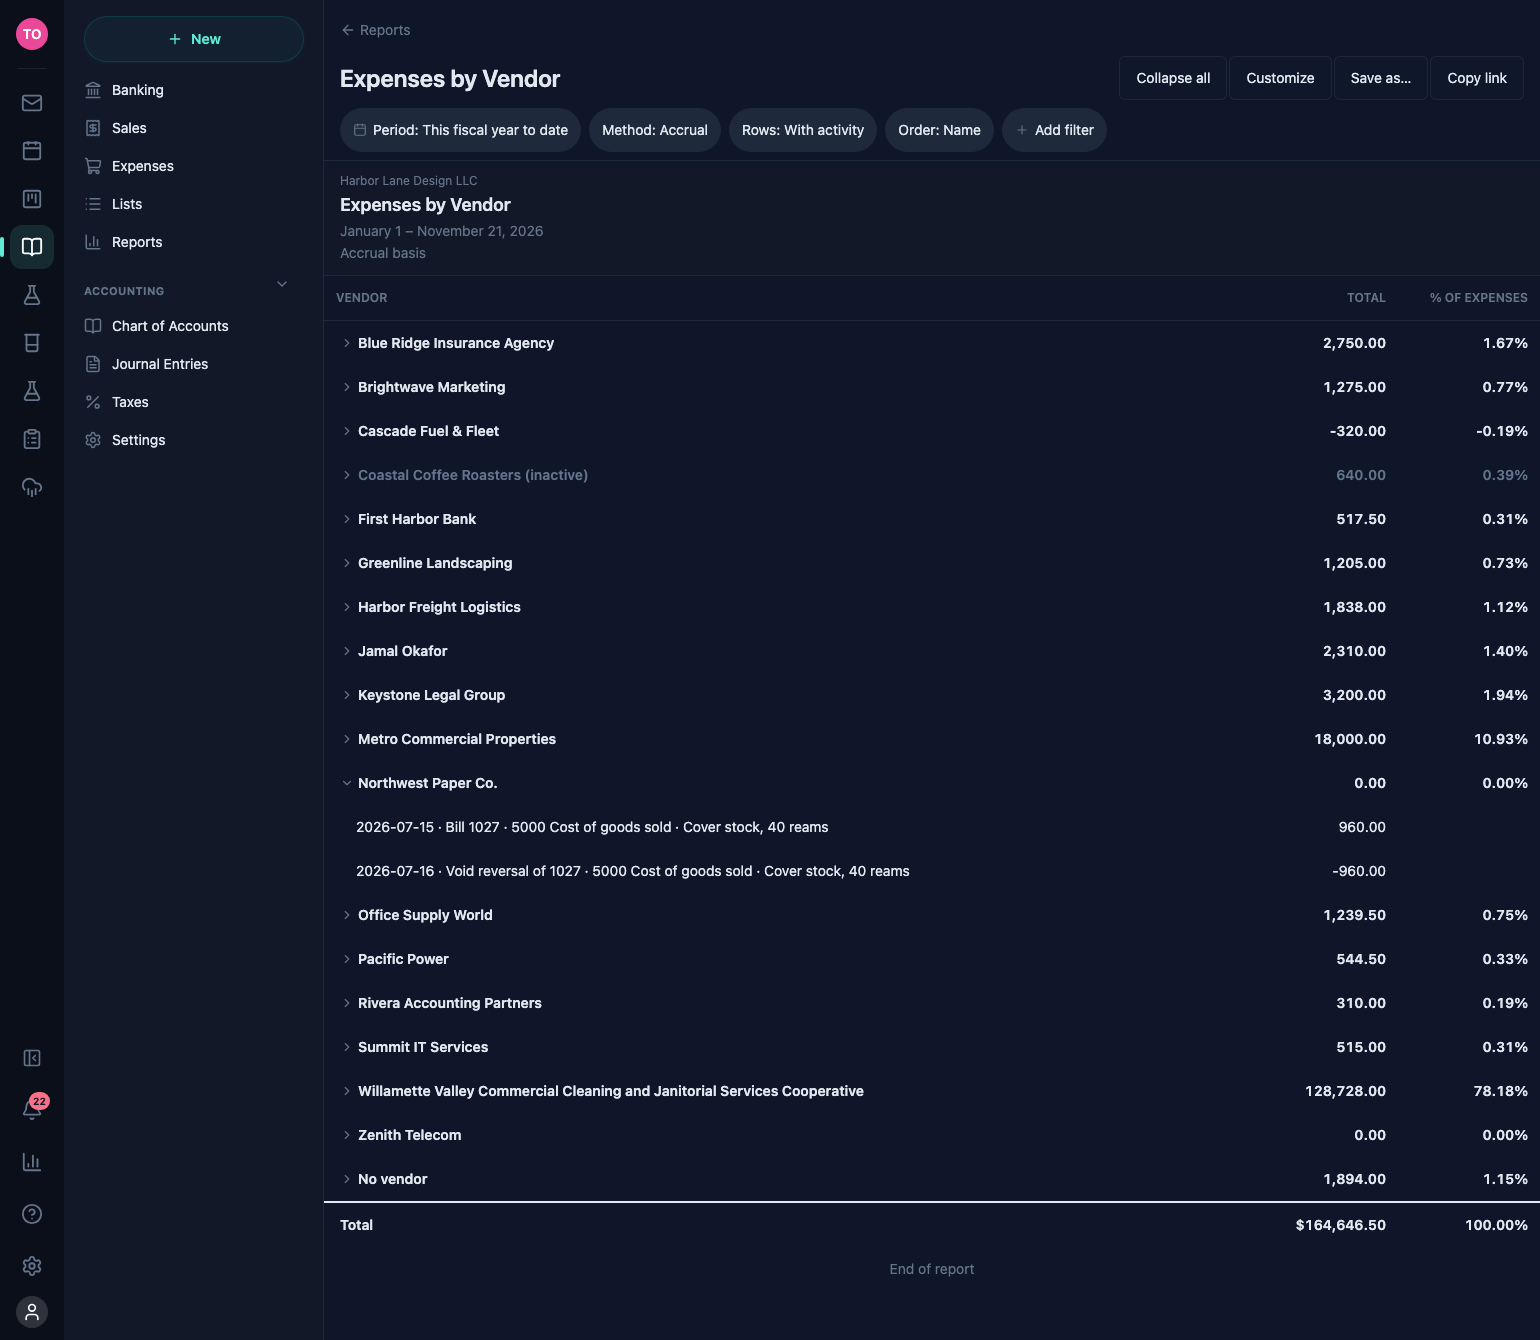 TO
New
Banking
Sales
Expenses
Lists
Reports
ACCOUNTING
Chart of Accounts
Journal Entries
Taxes
Settings
22
Reports
Expenses by Vendor
Collapse all
Customize
Save as...
Copy link
Period: This fiscal year to date
Method: Accrual
Rows: With activity
Order: Name
Add filter
Harbor Lane Design LLC
Expenses by Vendor
January 1 – November 21, 2026
Accrual basis
VENDOR TOTAL % OF EXPENSES
Blue Ridge Insurance Agency 2,750.00 1.67%
Brightwave Marketing 1,275.00 0.77%
Cascade Fuel & Fleet -320.00 -0.19%
Coastal Coffee Roasters (inactive) 640.00 0.39%
First Harbor Bank 517.50 0.31%
Greenline Landscaping 1,205.00 0.73%
Harbor Freight Logistics 1,838.00 1.12%
Jamal Okafor 2,310.00 1.40%
Keystone Legal Group 3,200.00 1.94%
Metro Commercial Properties 18,000.00 10.93%
Northwest Paper Co. 0.00 0.00%
2026-07-15 · Bill 1027 · 5000 Cost of goods sold · Cover stock, 40 reams 960.00
2026-07-16 · Void reversal of 1027 · 5000 Cost of goods sold · Cover stock, 40 reams -960.00
Office Supply World 1,239.50 0.75%
Pacific Power 544.50 0.33%
Rivera Accounting Partners 310.00 0.19%
Summit IT Services 515.00 0.31%
Willamette Valley Commercial Cleaning and Janitorial Services Cooperative 128,728.00 78.18%
Zenith Telecom 0.00 0.00%
No vendor 1,894.00 1.15%
Total $164,646.50 100.00%
End of report